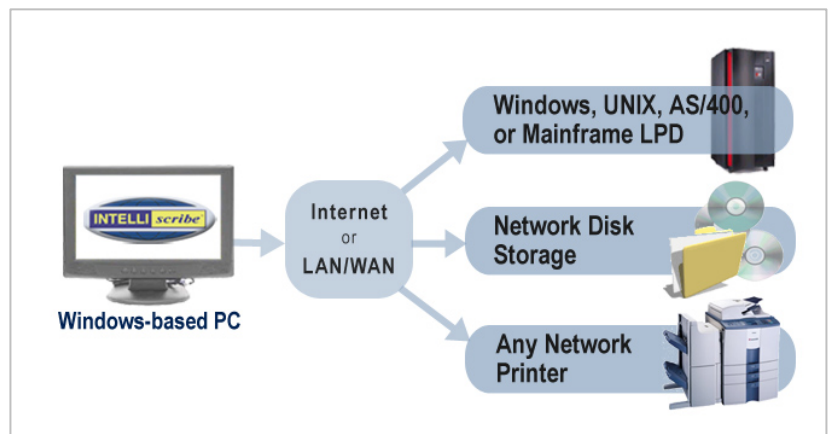 INTELLI scribe
Windows-based PC
Internet
or
LAN/WAN
Windows, UNIX, AS/400,
or Mainframe LPD
Network Disk
Storage
Any Network
Printer